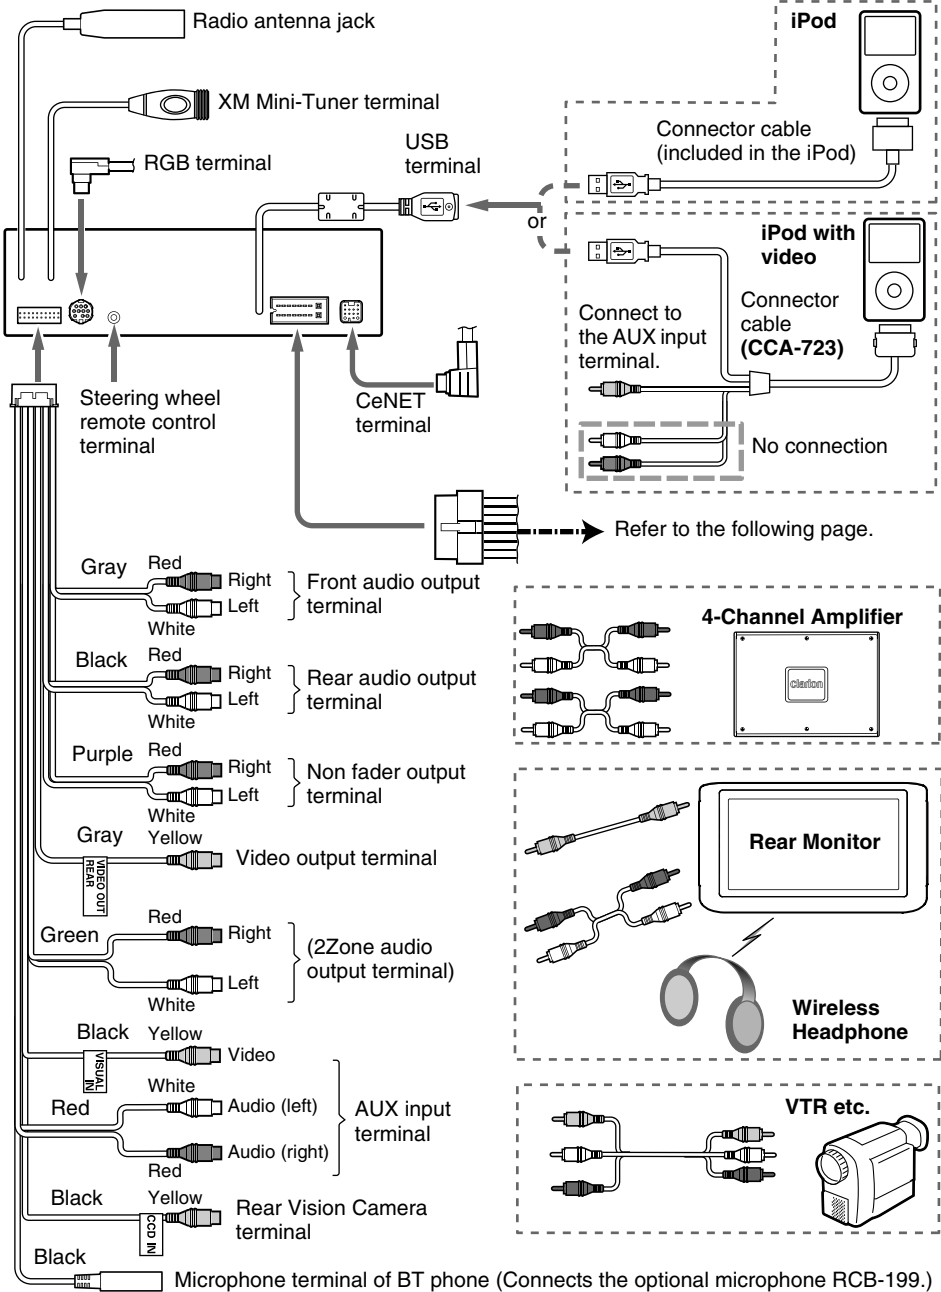 Radio antenna jack
iPod
XM Mini-Tuner terminal
Connector cable
(included in the iPod)
USB
terminal
RGB terminal
or
iPod with
video
Connect to
the AUX input
terminal.
Connector
cable
(CCA-723)
Steering wheel
remote control
terminal
CeNET
terminal
No connection
Refer to the following page.
Gray
Red
Right
Left
White
Front audio output
terminal
4-Channel Amplifier
clarion
Black
Red
Right
Left
White
Rear audio output
terminal
Purple
Red
Right
Left
White
Non fader output
terminal
Gray
Yellow
VIDEO OUT
REAR
Video output terminal
Rear Monitor
Green
Red
Right
Left
White
(2Zone audio
output terminal)
Wireless
Headphone
Black
Yellow
VISUAL
IN
Video
White
Red
Audio (left)
Audio (right)
Red
AUX input
terminal
VTR etc.
Black
Yellow
CCD IN
Rear Vision Camera
terminal
Black
Microphone terminal of BT phone (Connects the optional microphone RCB-199.)